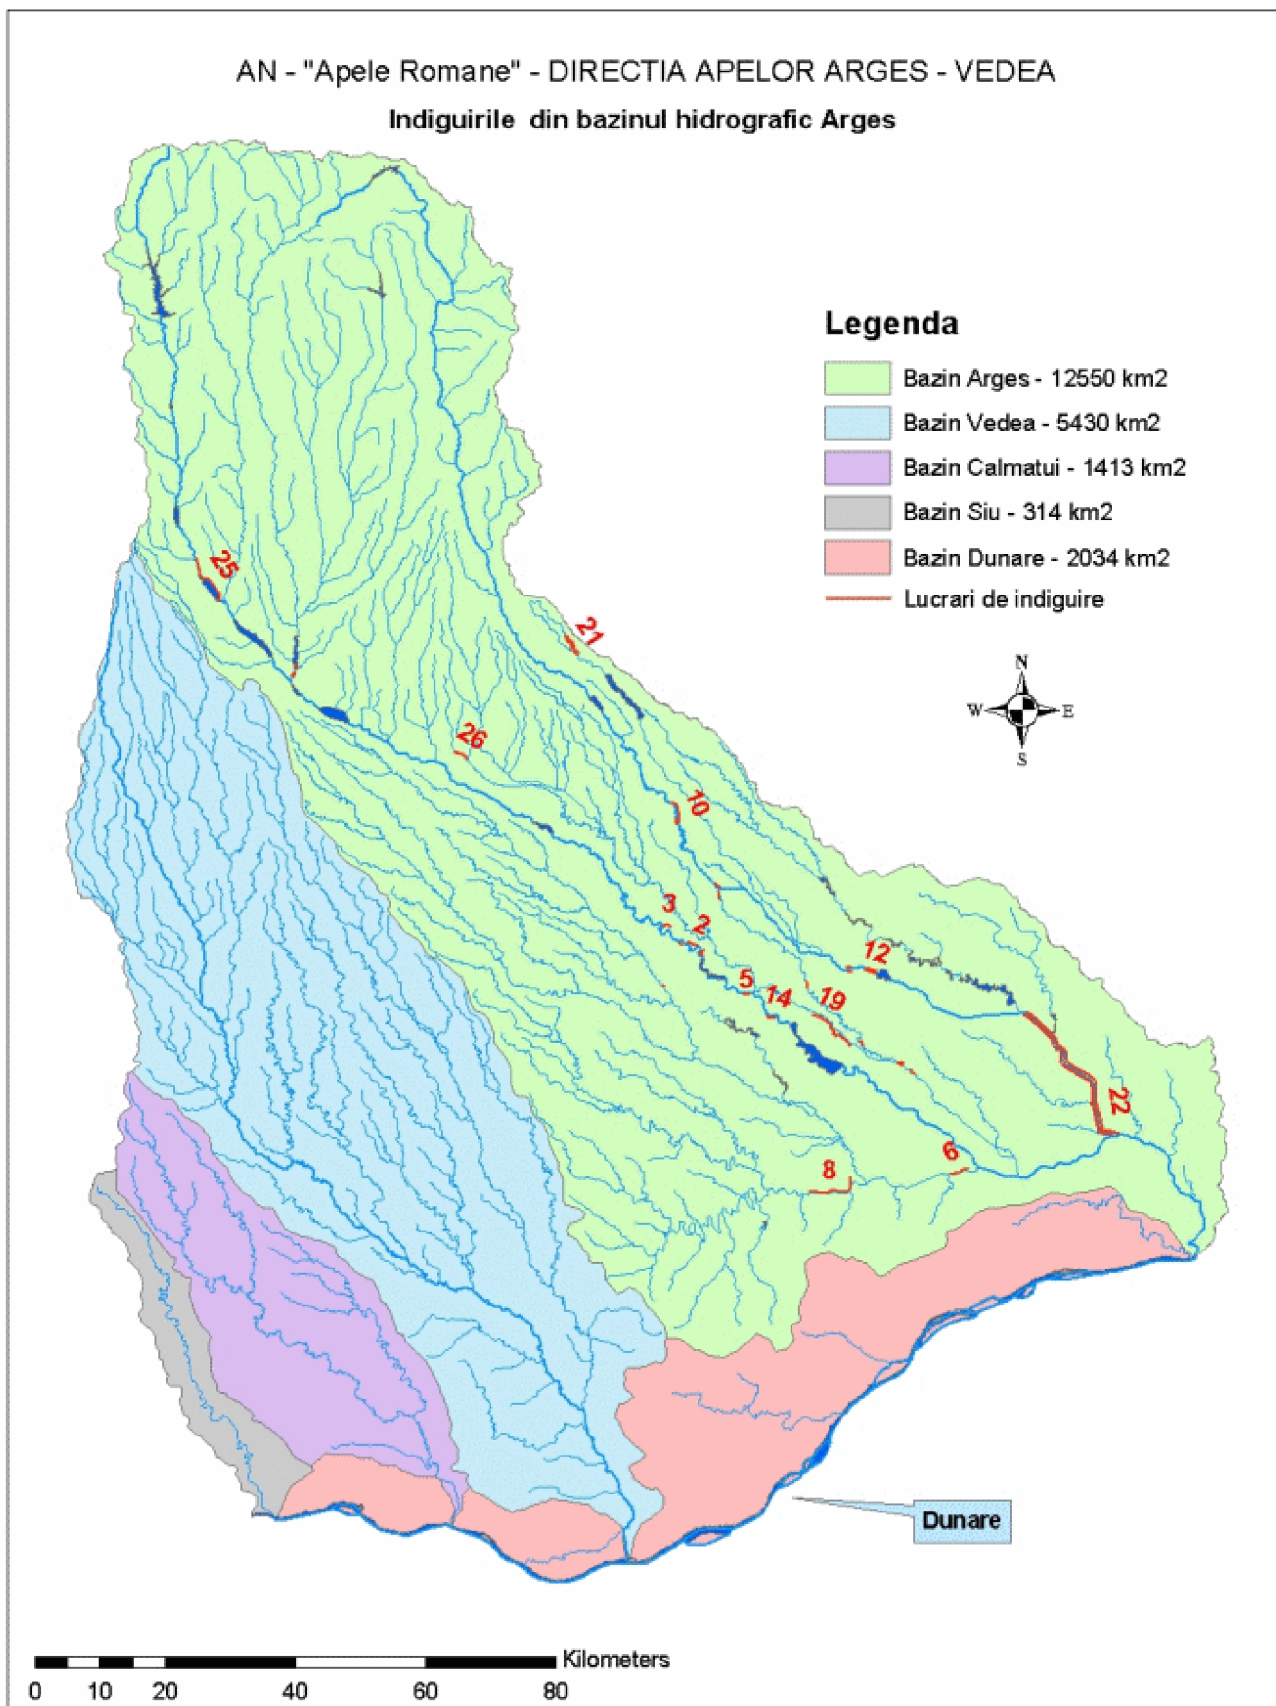 AN - "Apele Romane" - DIRECTIA APELOR ARGES - VEDEA
Indiguirile din bazinul hidrografic Arges
Legenda
Bazin Arges - 12550 km2
Bazin Vedea - 5430 km2
Bazin Calmatui - 1413 km2
Bazin Siu - 314 km2
Bazin Dunare - 2034 km2
Lucrari de indiguire
N
W E
S
25
21
26
10
3
2
12
5
14
19
22
6
8
Dunare
Kilometers
0 10 20 40 60 80